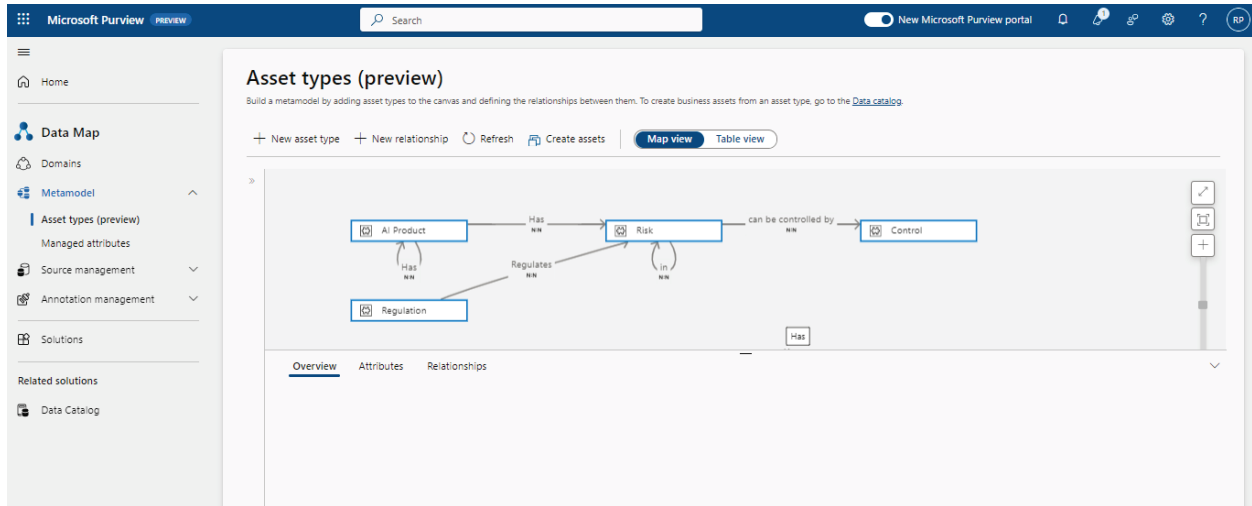 Microsoft Purview PREVIEW
Search
New Microsoft Purview portal
1
?
RP
Home
Data Map
Domains
Metamodel
Asset types (preview)
Managed attributes
Source management
Annotation management
Solutions
Related solutions
Data Catalog
Asset types (preview)
Build a metamodel by adding asset types to the canvas and defining the relationships between them. To create business assets from an asset type, go to the Data catalog.
New asset type New relationship Refresh Create assets Map view Table view
AI Product
Has
N:N
Risk
can be controlled by
N:N
Control
Has
N:N
Regulates
N:N
in
N:N
Regulation
Has
Overview Attributes Relationships